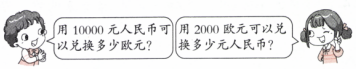 用 10000 元人民币可
以兑换多少欧元？
用 2000 欧元可以兑
换多少元人民币？